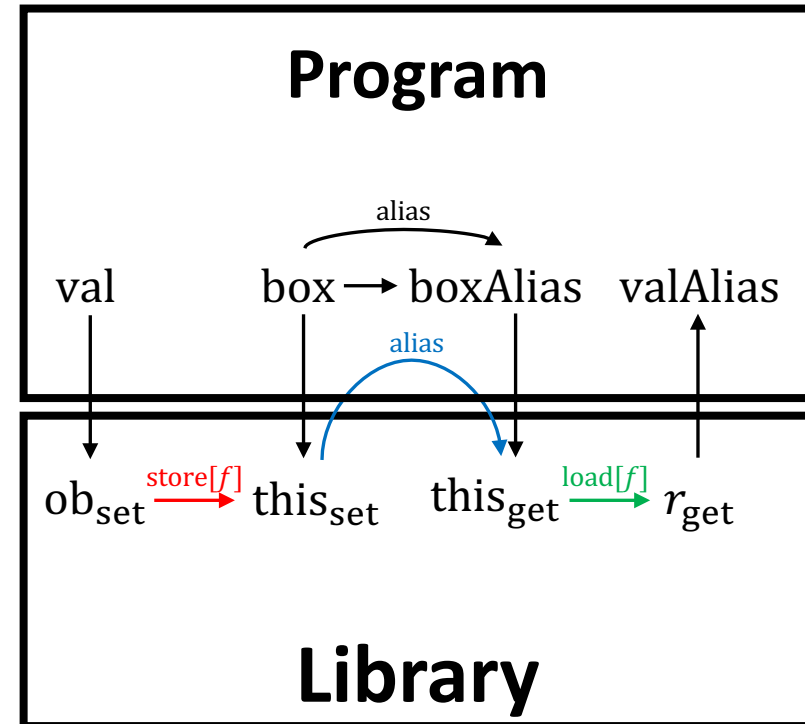 Program
alias
val box boxAlias valAlias
alias
store[f] load[f]
ob_set this_set this_get r_get
Library